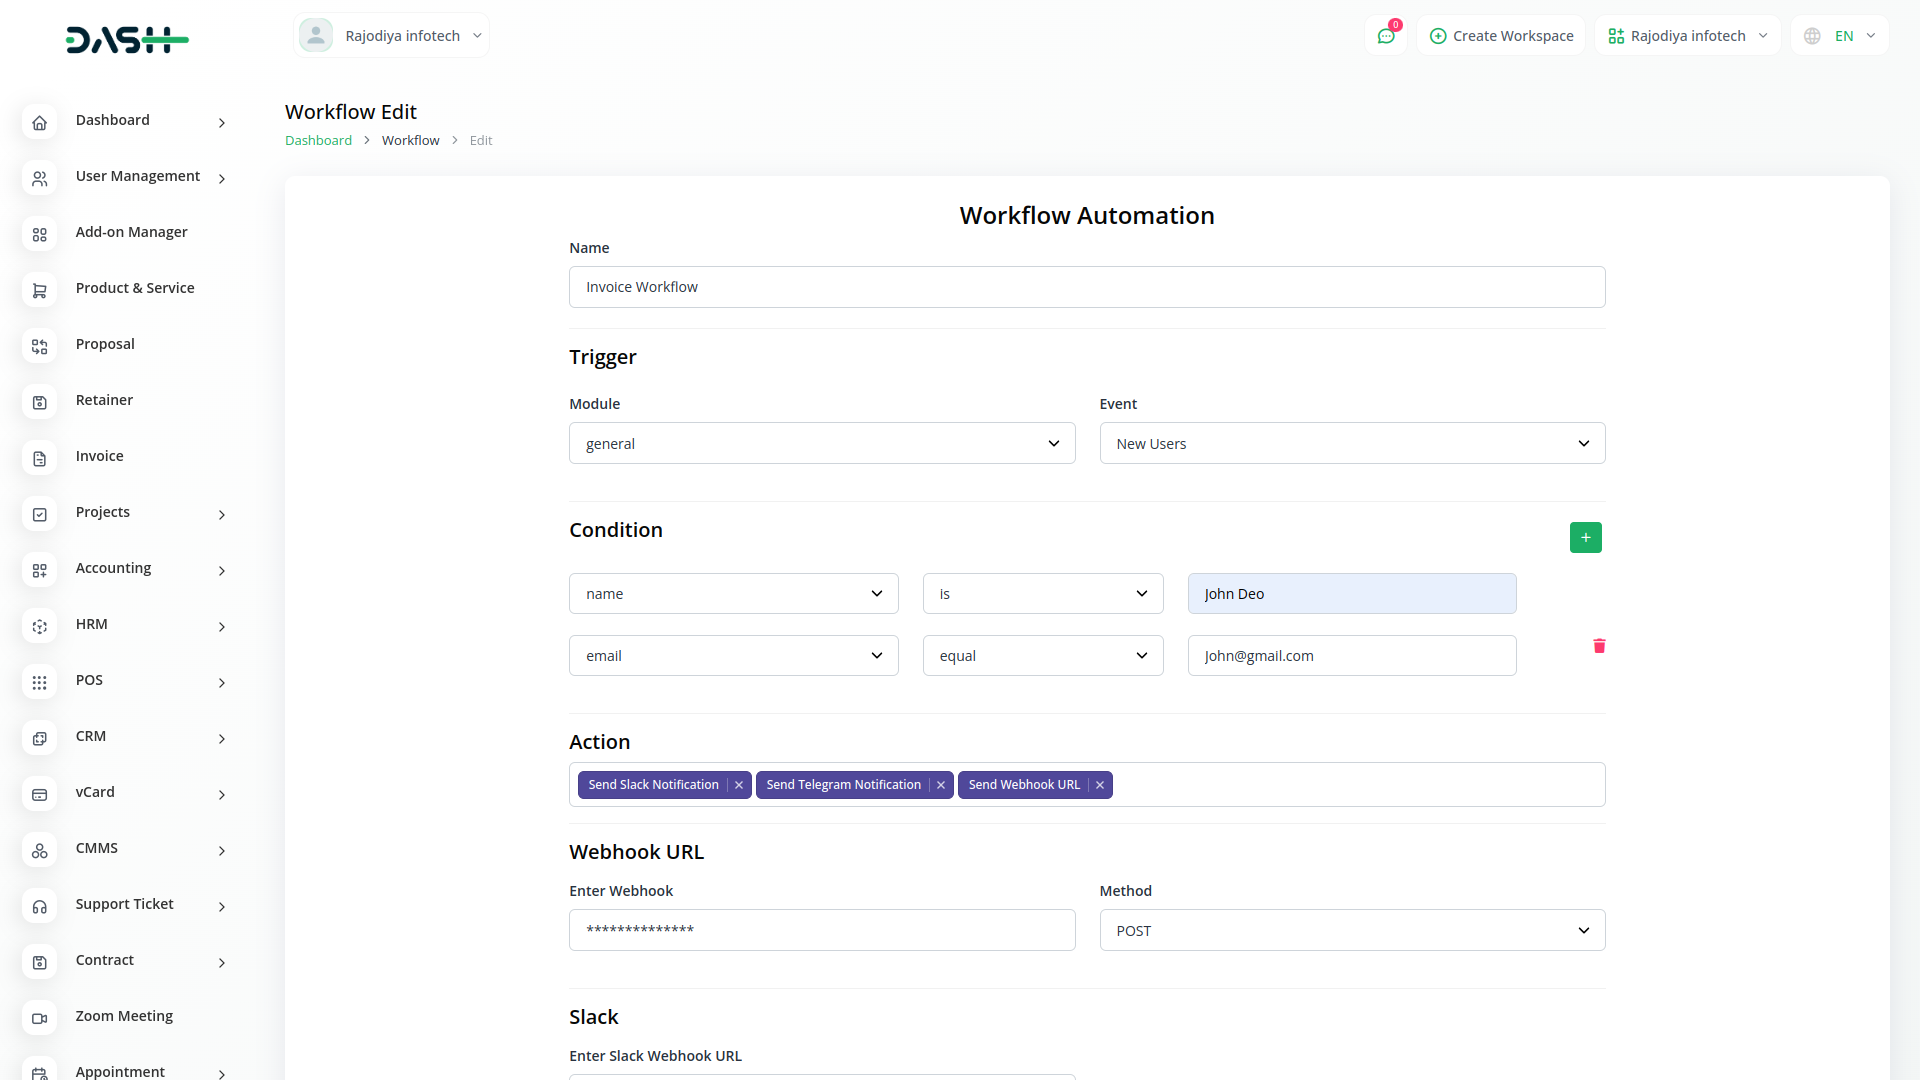 DASH
Rajodiya infotech
0
Create Workspace
Rajodiya infotech
EN
Dashboard
User Management
Add-on Manager
Product & Service
Proposal
Retainer
Invoice
Projects
Accounting
HRM
POS
CRM
vCard
CMMS
Support Ticket
Contract
Zoom Meeting
Appointment
Workflow Edit
Dashboard > Workflow > Edit
Workflow Automation
Name
Invoice Workflow
Trigger
Module Event
general New Users
Condition
+
name is John Deo
email equal John@gmail.com
Action
Send Slack Notification × Send Telegram Notification × Send Webhook URL ×
Webhook URL
Enter Webhook Method
************** POST
Slack
Enter Slack Webhook URL